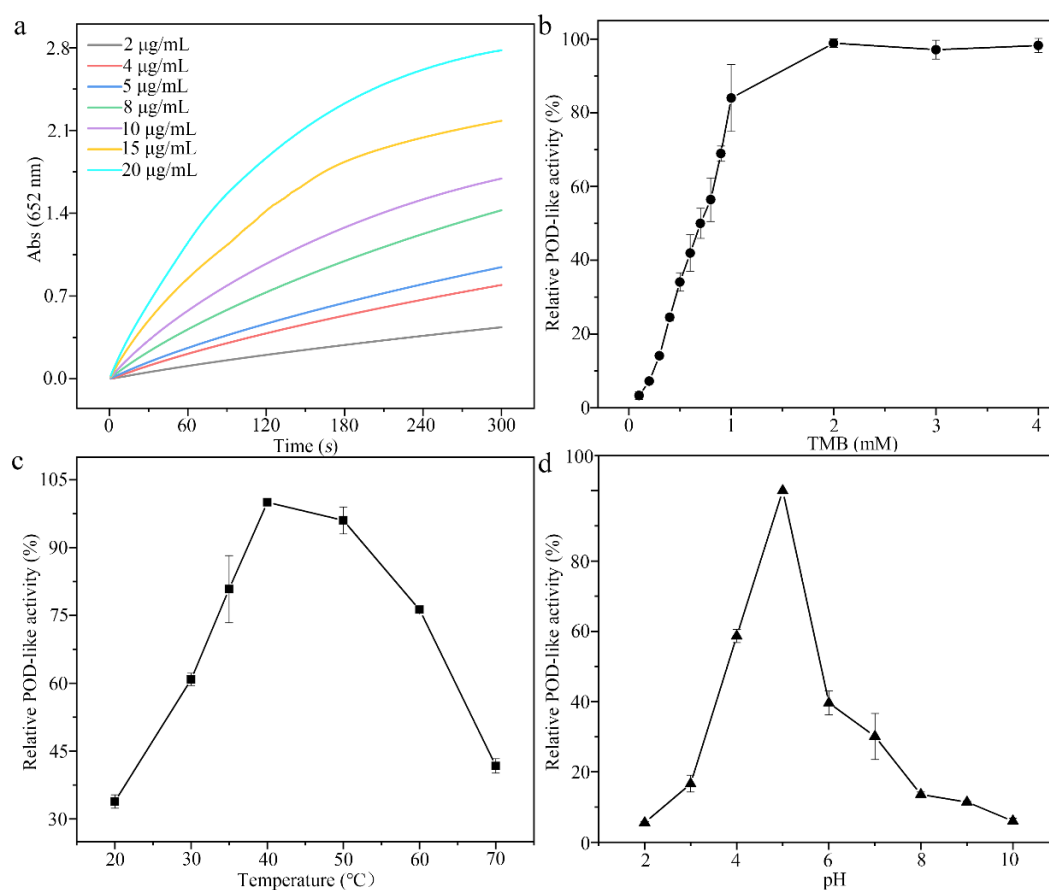 a
2 μg/mL
4 μg/mL
5 μg/mL
8 μg/mL
10 μg/mL
15 μg/mL
20 μg/mL
2.8
2.1
1.4
0.7
0.0
Abs (652 nm)
0 60 120 180 240 300
Time (s)
b
100
80
60
40
20
0
Relative POD-like activity (%)
0 1 2 3 4
TMB (mM)
c
105
90
75
60
45
30
Relative POD-like activity (%)
20 30 40 50 60 70
Temperature (℃)
d
100
80
60
40
20
0
Relative POD-like activity (%)
2 4 6 8 10
pH